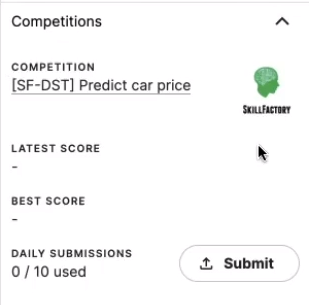 Competitions
COMPETITION
[SF-DST] Predict car price
SKILLFACTORY
LATEST SCORE
-
BEST SCORE
-
DAILY SUBMISSIONS
0 / 10 used
Submit